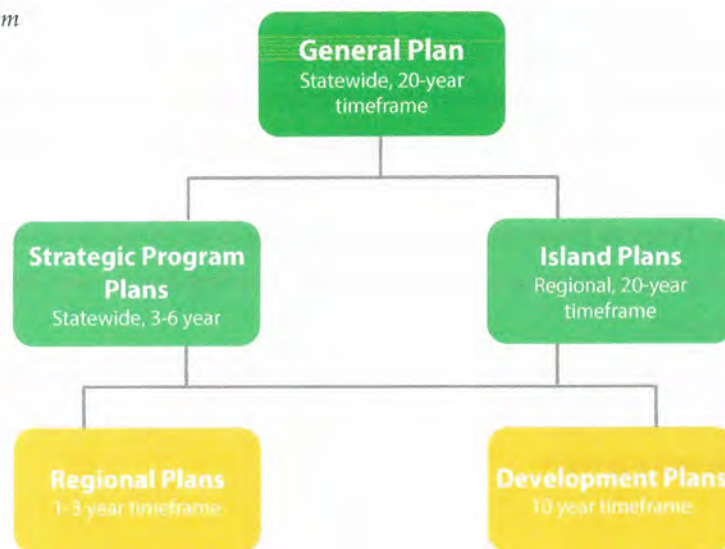 m
General Plan
Statewide, 20-year
timeframe
Strategic Program
Plans
Statewide, 3-6 year
Island Plans
Regional, 20-year
timeframe
Regional Plans
1-3 year timeframe
Development Plans
10 year timeframe